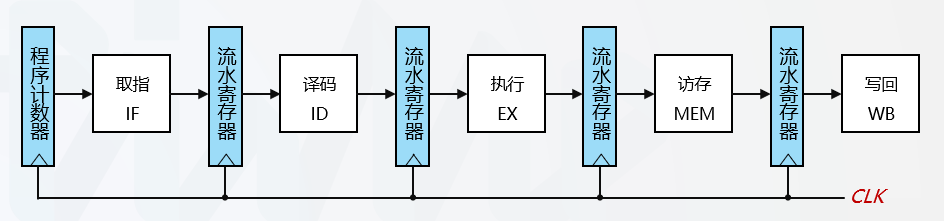 程序计数器
取指
IF
流水寄存器
译码
ID
流水寄存器
执行
EX
流水寄存器
访存
MEM
流水寄存器
写回
WB
CLK